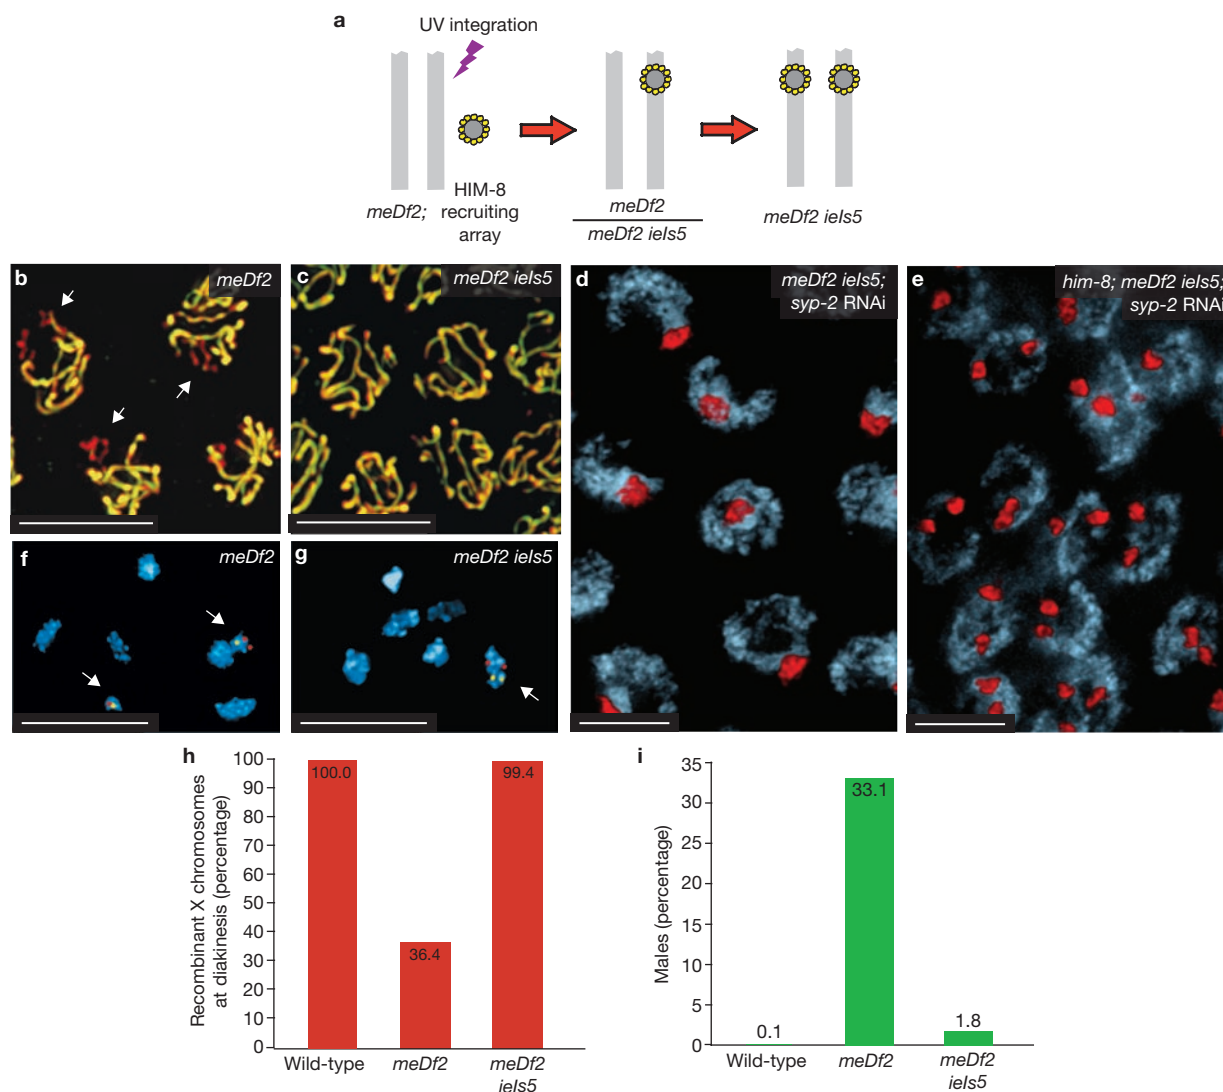 a
UV integration
meDf2;
HIM-8
recruiting
array
meDf2
meDf2 ieIs5
meDf2 ieIs5
b
meDf2
c
meDf2 ieIs5
d
meDf2 ieIs5;
syp-2 RNAi
e
him-8; meDf2 ieIs5;
syp-2 RNAi
f
meDf2
g
meDf2 ieIs5
h
Recombinant X chromosomes
at diakinesis (percentage)
100
90
80
70
60
50
40
30
20
10
0
100.0
36.4
99.4
Wild-type
meDf2
meDf2
ieIs5
i
Males (percentage)
35
30
25
20
15
10
5
0
0.1
33.1
1.8
Wild-type
meDf2
meDf2
ieIs5